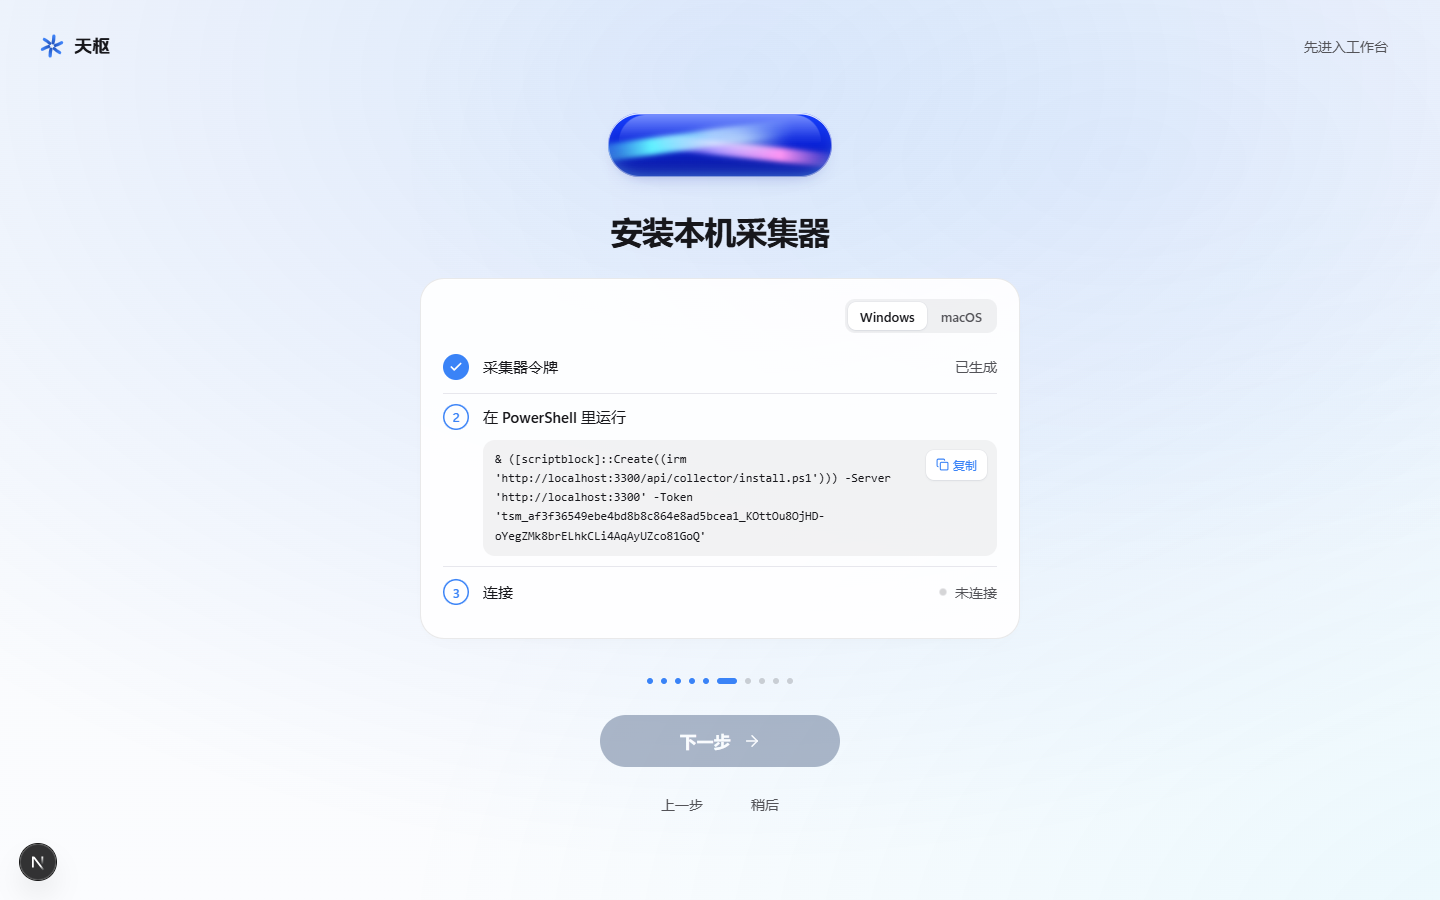 天枢
先进入工作台
安装本机采集器
Windows
macOS
采集器令牌
已生成
2
在 PowerShell 里运行
& ([scriptblock]::Create((irm
'http://localhost:3300/api/collector/install.ps1'))) -Server
'http://localhost:3300' -Token
'tsm_af3f36549ebe4bd8b8c864e8ad5bcea1_KOttOu8OjHD-
oYegZMk8brELhkCLi4AqAyUZco81GoQ'
复制
3
连接
未连接
下一步
上一步
稍后
N